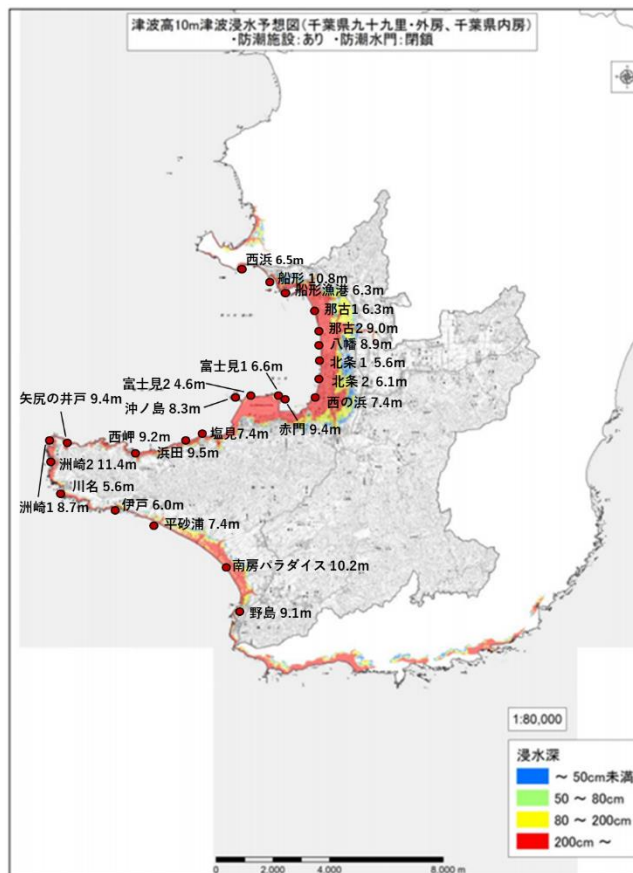 津波高10m津波浸水予想図(千葉県九十九里・外房、千葉県内房)
・防潮施設:あり ・防潮水門:閉鎖
西浜 6.5m
船形 10.8m
船形漁港 6.3m
那古1 6.3m
那古2 9.0m
八幡 8.9m
富士見1 6.6m
北条1 5.6m
富士見2 4.6m
北条2 6.1m
矢尻の井戸 9.4m
沖ノ島 8.3m
西の浜 7.4m
赤門 9.4m
西岬 9.2m
塩見7.4m
浜田 9.5m
洲崎2 11.4m
川名 5.6m
洲崎1 8.7m
伊戸 6.0m
平砂浦 7.4m
南房パラダイス 10.2m
野島 9.1m
1:80,000
浸水深
~ 50cm未満
50 ~ 80cm
80 ~ 200cm
200cm ~
0 2,000 4,000 8,000 m